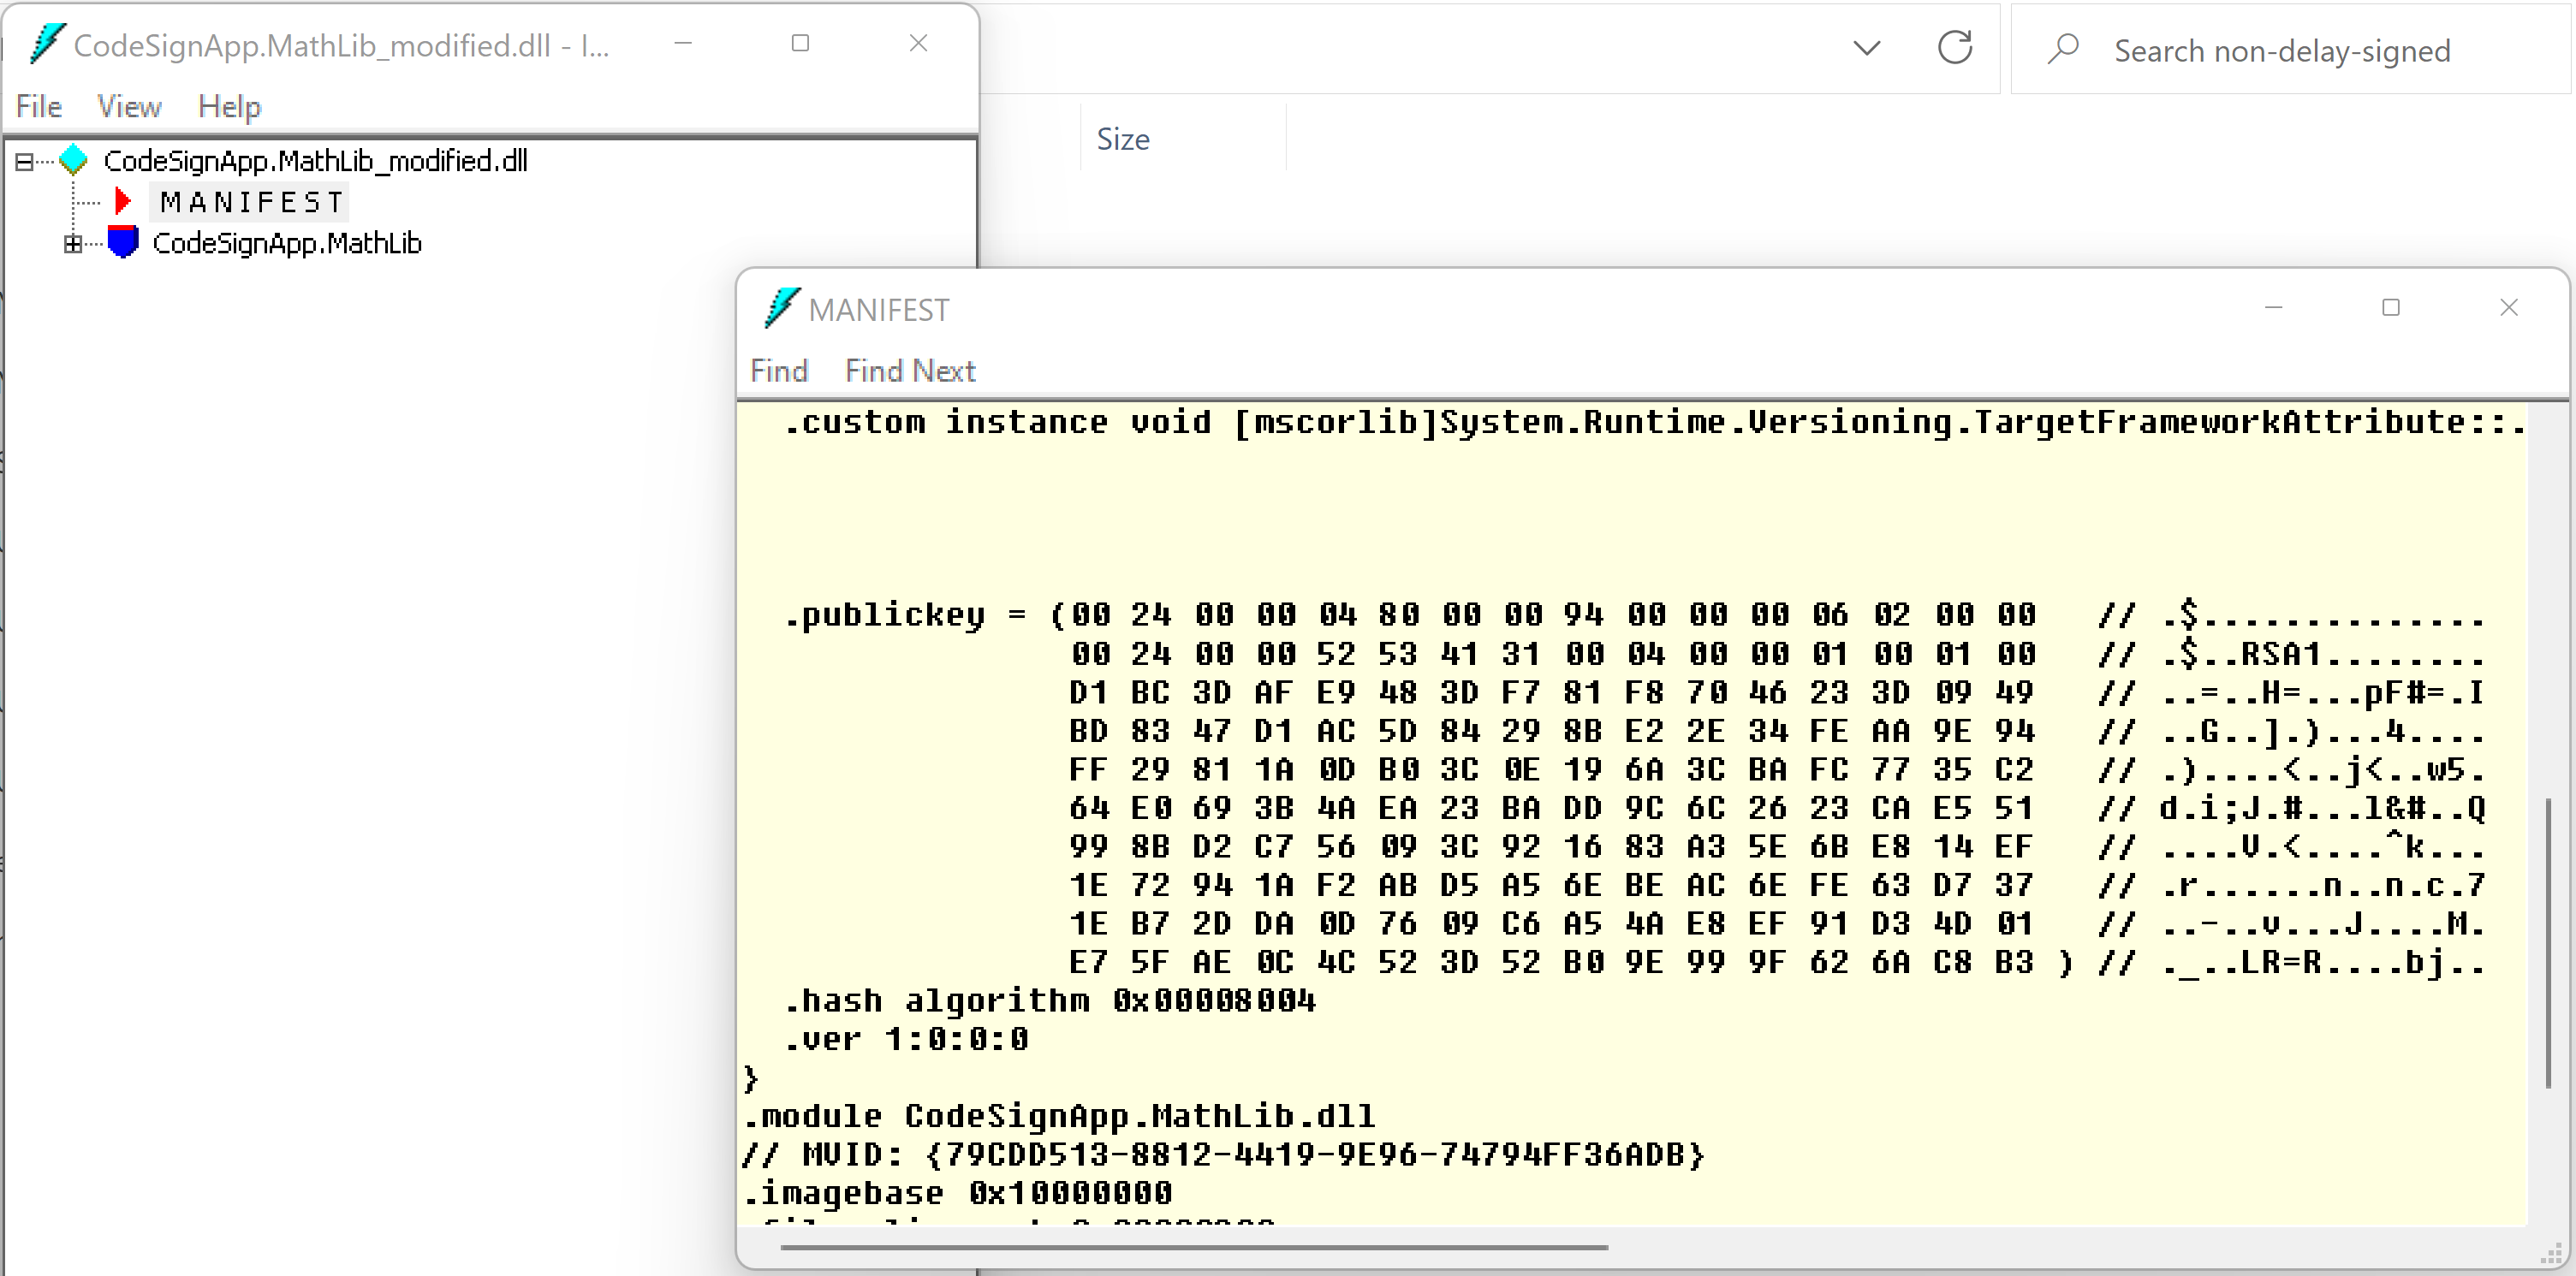 CodeSignApp.MathLib_modified.dll - I...
File View Help
CodeSignApp.MathLib_modified.dll
M A N I F E S T
CodeSignApp.MathLib
Search non-delay-signed
Size
MANIFEST
Find Find Next
.custom instance void [mscorlib]System.Runtime.Versioning.TargetFrameworkAttribute::.
.publickey = (00 24 00 00 04 80 00 00 94 00 00 00 06 02 00 00 // .$..............
00 24 00 00 52 53 41 31 00 04 00 00 01 00 01 00 // .$..RSA1........
D1 BC 3D AF E9 48 3D F7 81 F8 70 46 23 3D 09 49 // ..=..H=...pF#=.I
BD 83 47 D1 AC 5D 84 29 8B E2 2E 34 FE AA 9E 94 // ..G..].)...4....
FF 29 81 1A 0D B0 3C 0E 19 6A 3C BA FC 77 35 C2 // .)....<..j<..w5.
64 E0 69 3B 4A EA 23 BA DD 9C 6C 26 23 CA E5 51 // d.i;J.#...l&#..Q
99 8B D2 C7 56 09 3C 92 16 83 A3 5E 6B E8 14 EF // ....V.<....^k...
1E 72 94 1A F2 AB D5 A5 6E BE AC 6E FE 63 D7 37 // .r......n..n.c.7
1E B7 2D DA 0D 76 09 C6 A5 4A E8 EF 91 D3 4D 01 // ..-..v...J....M.
E7 5F AE 0C 4C 52 3D 52 B0 9E 99 9F 62 6A C8 B3 ) // ._..LR=R....bj..
.hash algorithm 0x00008004
.ver 1:0:0:0
}
.module CodeSignApp.MathLib.dll
// MVID: {79CDD513-8812-4419-9E96-74794FF36ADB}
.imagebase 0x10000000